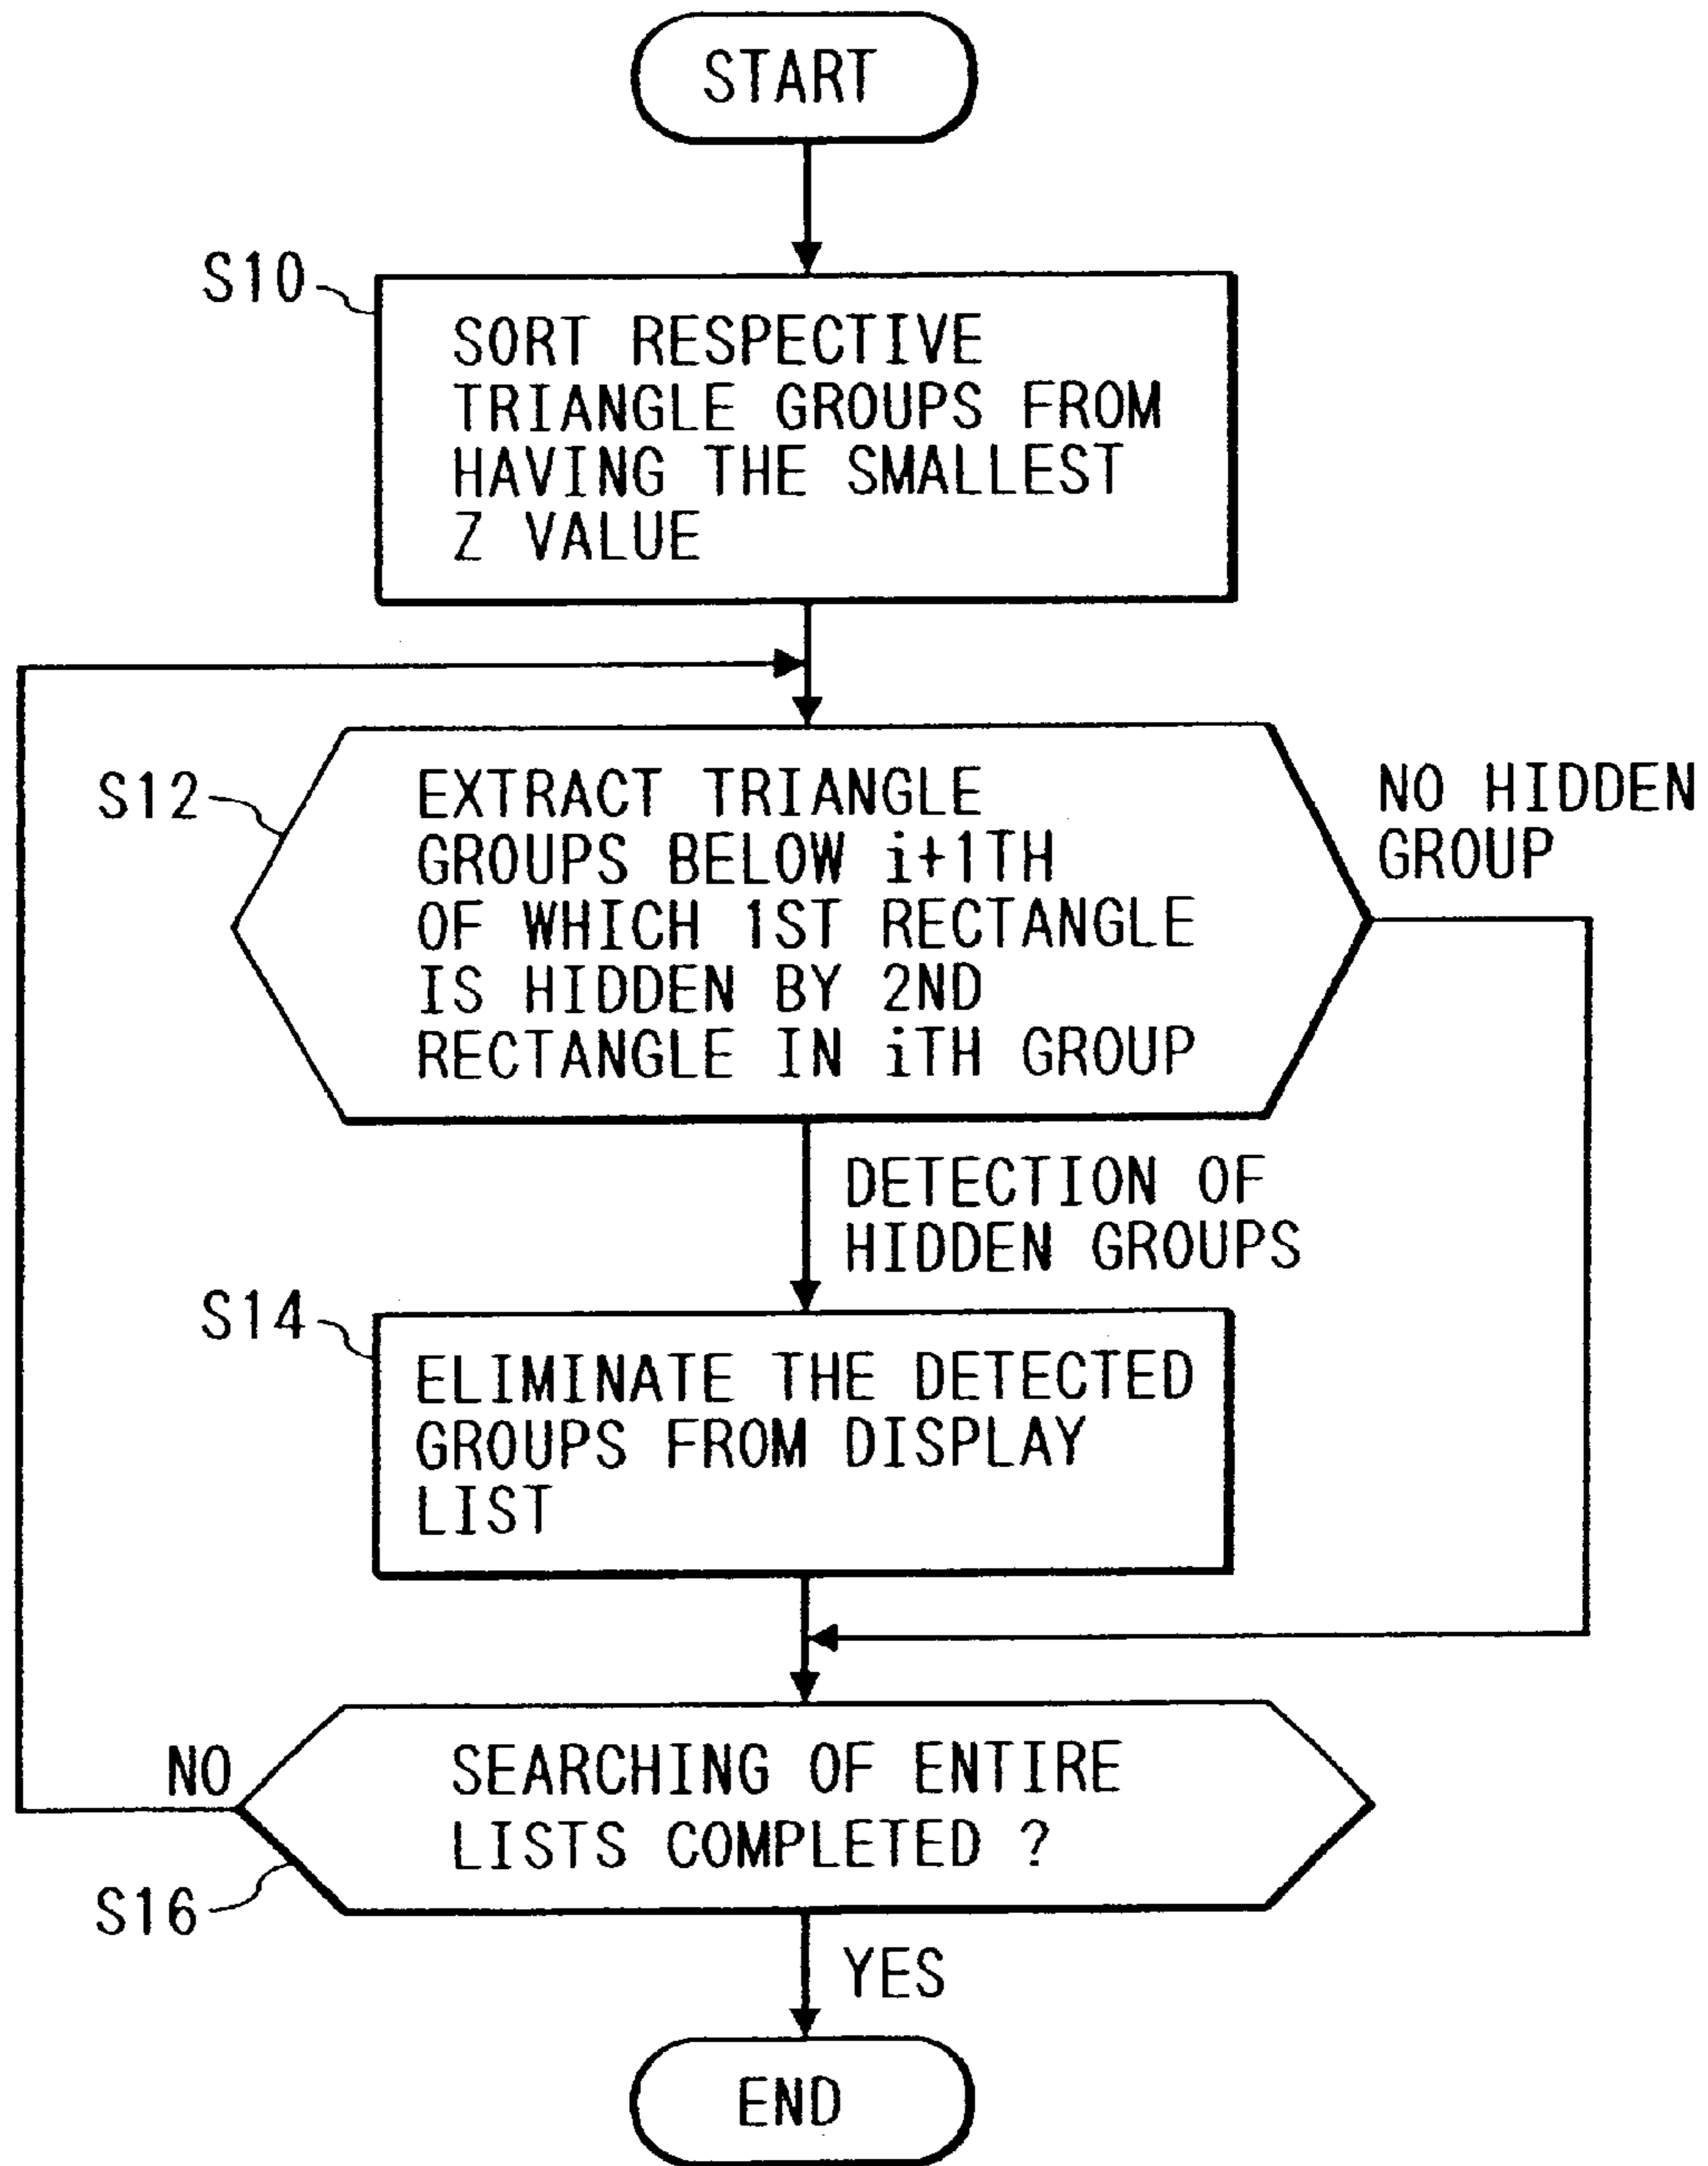 START
S10
SORT RESPECTIVE
TRIANGLE GROUPS FROM
HAVING THE SMALLEST
Z VALUE
S12
EXTRACT TRIANGLE
GROUPS BELOW i+1TH
OF WHICH 1ST RECTANGLE
IS HIDDEN BY 2ND
RECTANGLE IN iTH GROUP
NO HIDDEN
GROUP
DETECTION OF
HIDDEN GROUPS
S14
ELIMINATE THE DETECTED
GROUPS FROM DISPLAY
LIST
NO
SEARCHING OF ENTIRE
LISTS COMPLETED ?
S16
YES
END